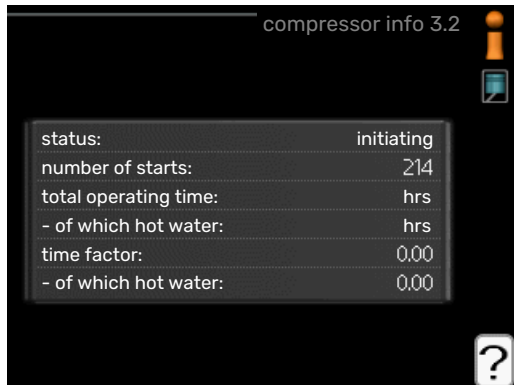 compressor info 3.2
status: initiating
number of starts: 214
total operating time: hrs
- of which hot water: hrs
time factor: 0.00
- of which hot water: 0.00
?